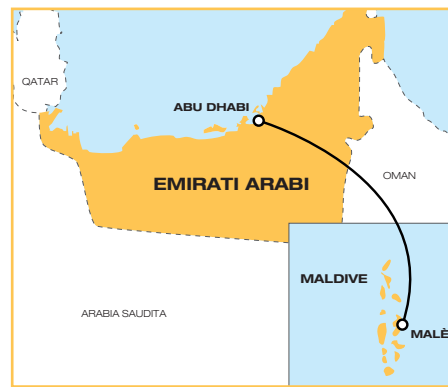 QATAR
ABU DHABI
EMIRATI ARABI
OMAN
MALDIVE
ARABIA SAUDITA
MALÈ